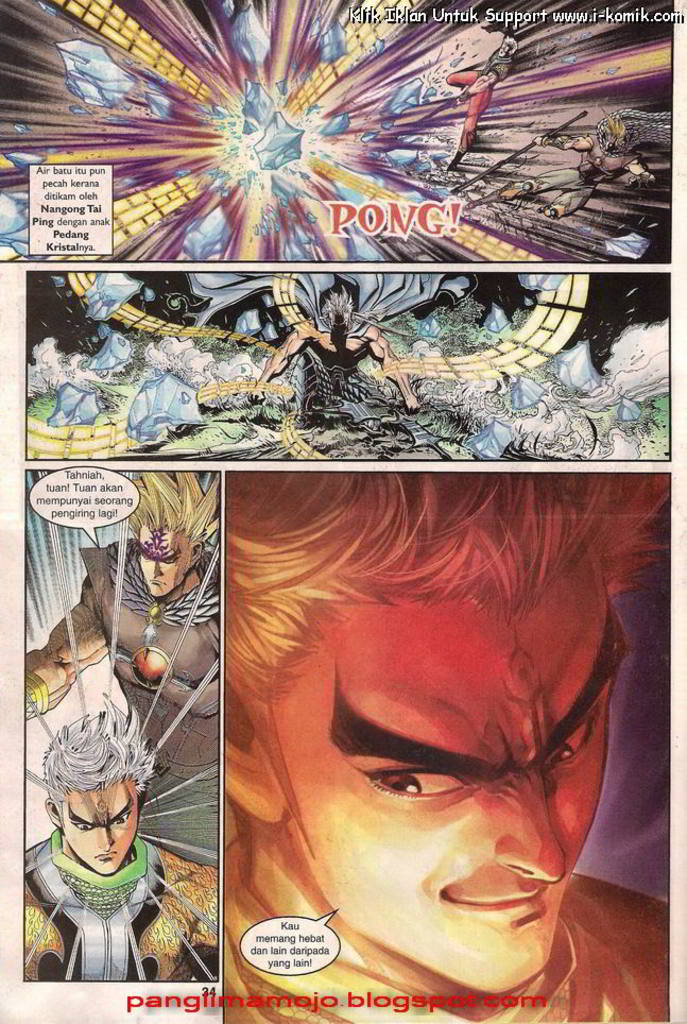 Klik Iklan Untuk Support www.i-komik.com
Air batu itu pun
pecah kerana
ditikam oleh
Nangong Tai
Ping dengan anak
Pedang
Kristalnya.
PONG!
Tahniah,
tuan! Tuan akan
mempunyai seorang
pengiring lagi!
Kau
memang hebat
dan lain daripada
yang lain!
34
panglimamojo.blogspot.com